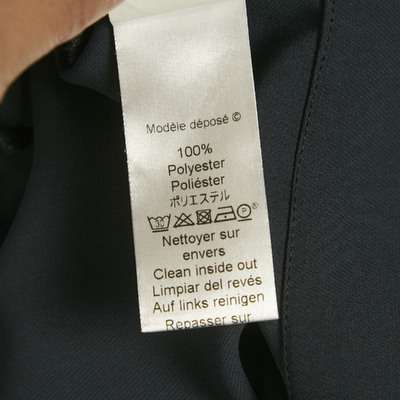 Modèle déposé ©
100%
Polyester
Poliéster
ポリエステル
30 P ®
Nettoyer sur
envers
Clean inside out
Limpiar del revés
Auf links reinigen
Repasser sur